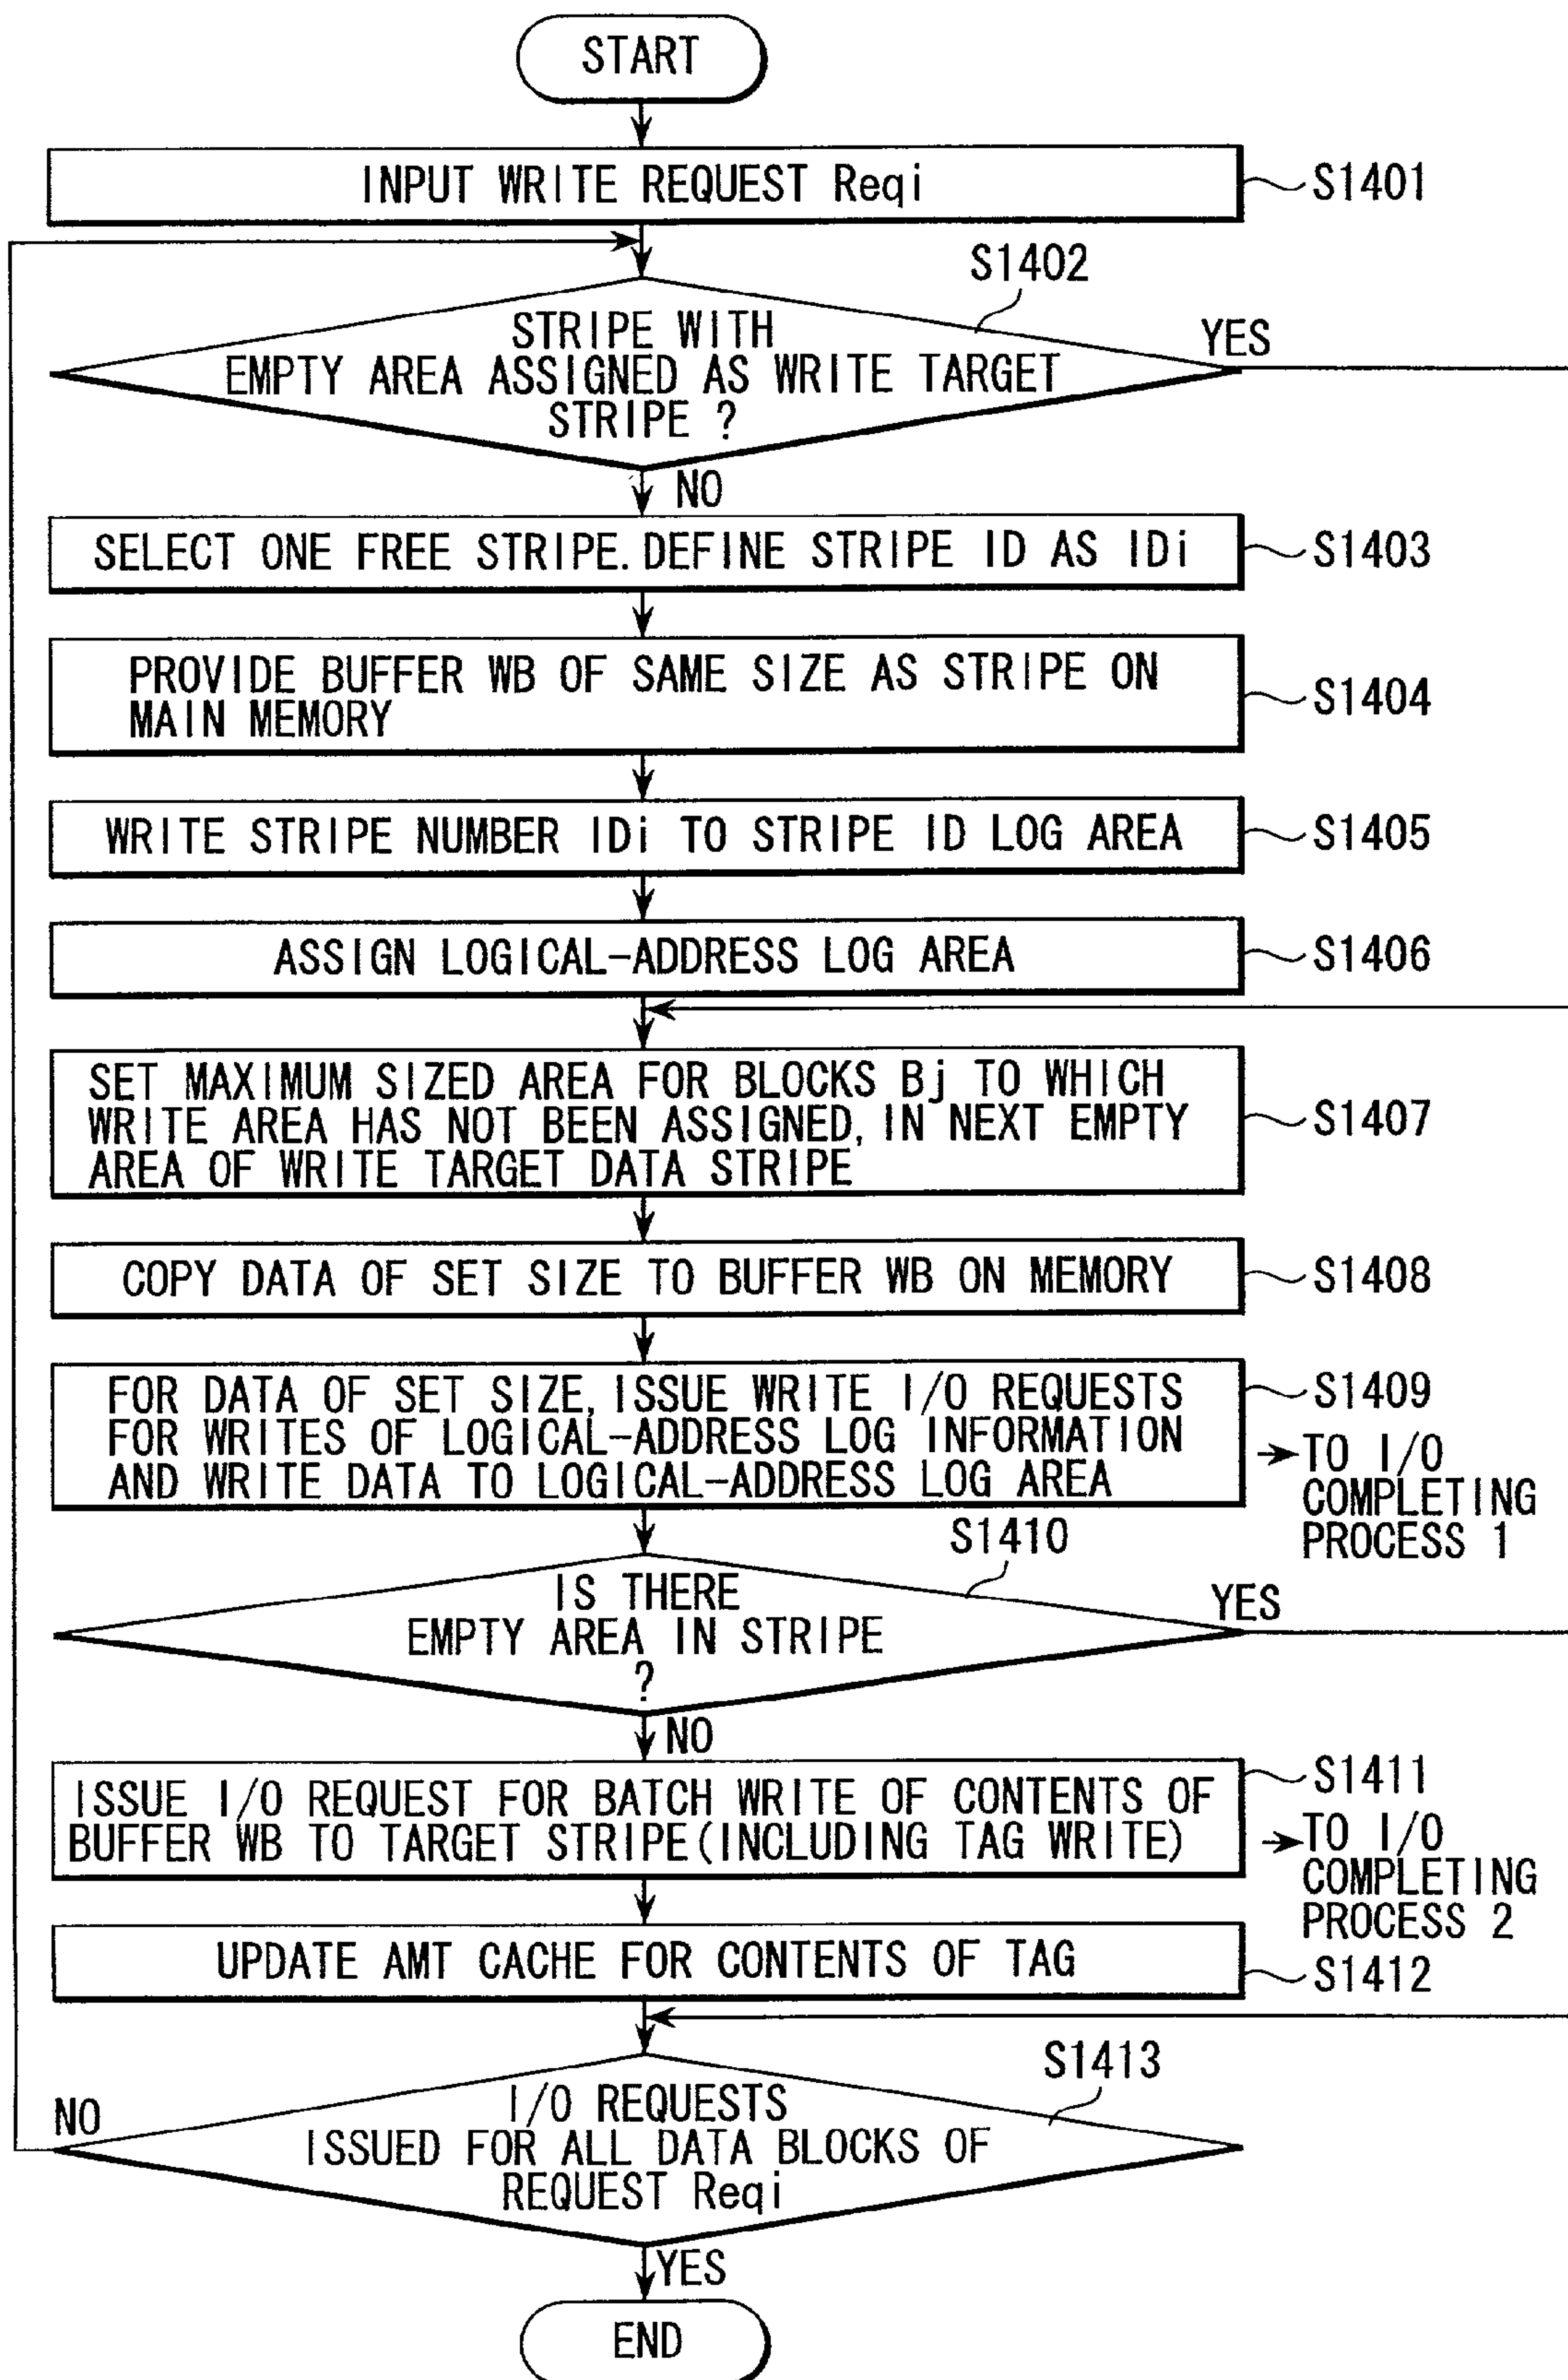 START
INPUT WRITE REQUEST Reqi
S1401
S1402
STRIPE WITH
EMPTY AREA ASSIGNED AS WRITE TARGET
STRIPE ?
YES
NO
SELECT ONE FREE STRIPE. DEFINE STRIPE ID AS IDi
S1403
PROVIDE BUFFER WB OF SAME SIZE AS STRIPE ON
MAIN MEMORY
S1404
WRITE STRIPE NUMBER IDi TO STRIPE ID LOG AREA
S1405
ASSIGN LOGICAL-ADDRESS LOG AREA
S1406
SET MAXIMUM SIZED AREA FOR BLOCKS Bj TO WHICH
WRITE AREA HAS NOT BEEN ASSIGNED, IN NEXT EMPTY
AREA OF WRITE TARGET DATA STRIPE
S1407
COPY DATA OF SET SIZE TO BUFFER WB ON MEMORY
S1408
FOR DATA OF SET SIZE, ISSUE WRITE I/O REQUESTS
FOR WRITES OF LOGICAL-ADDRESS LOG INFORMATION
AND WRITE DATA TO LOGICAL-ADDRESS LOG AREA
S1409
TO I/O
COMPLETING
PROCESS 1
S1410
IS THERE
EMPTY AREA IN STRIPE
?
YES
NO
ISSUE I/O REQUEST FOR BATCH WRITE OF CONTENTS OF
BUFFER WB TO TARGET STRIPE(INCLUDING TAG WRITE)
S1411
TO I/O
COMPLETING
PROCESS 2
UPDATE AMT CACHE FOR CONTENTS OF TAG
S1412
S1413
I/O REQUESTS
ISSUED FOR ALL DATA BLOCKS OF
REQUEST Reqi
NO
YES
END